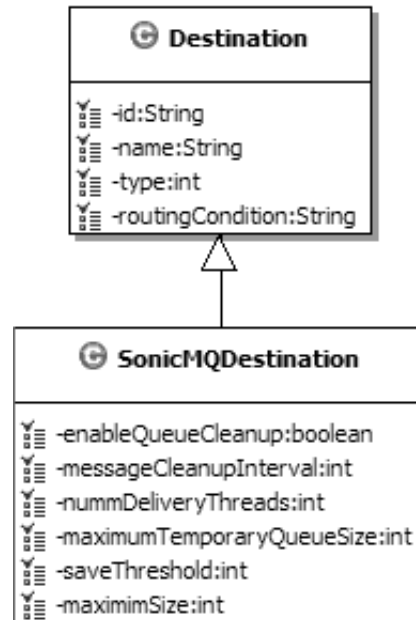 C Destination
-id:String
-name:String
-type:int
-routingCondition:String
C SonicMQDestination
-enableQueueCleanup:boolean
-messageCleanupInterval:int
-nummDeliveryThreads:int
-maximumTemporaryQueueSize:int
-saveThreshold:int
-maximimSize:int